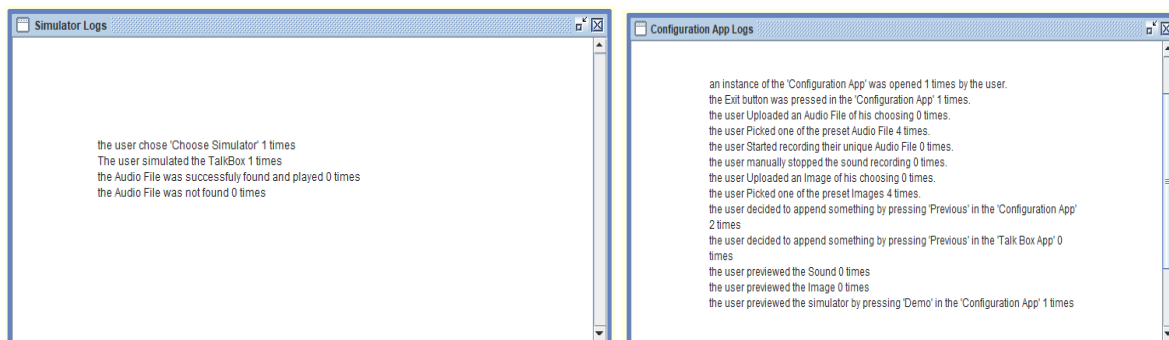 Simulator Logs
the user chose 'Choose Simulator' 1 times
The user simulated the TalkBox 1 times
the Audio File was successfuly found and played 0 times
the Audio File was not found 0 times
Configuration App Logs
an instance of the 'Configuration App' was opened 1 times by the user.
the Exit button was pressed in the 'Configuration App' 1 times.
the user Uploaded an Audio File of his choosing 0 times.
the user Picked one of the preset Audio File 4 times.
the user Started recording their unique Audio File 0 times.
the user manually stopped the sound recording 0 times.
the user Uploaded an Image of his choosing 0 times.
the user Picked one of the preset Images 4 times.
the user decided to append something by pressing 'Previous' in the 'Configuration App'
2 times
the user decided to append something by pressing 'Previous' in the 'Talk Box App' 0
times
the user previewed the Sound 0 times
the user previewed the Image 0 times
the user previewed the simulator by pressing 'Demo' in the 'Configuration App' 1 times